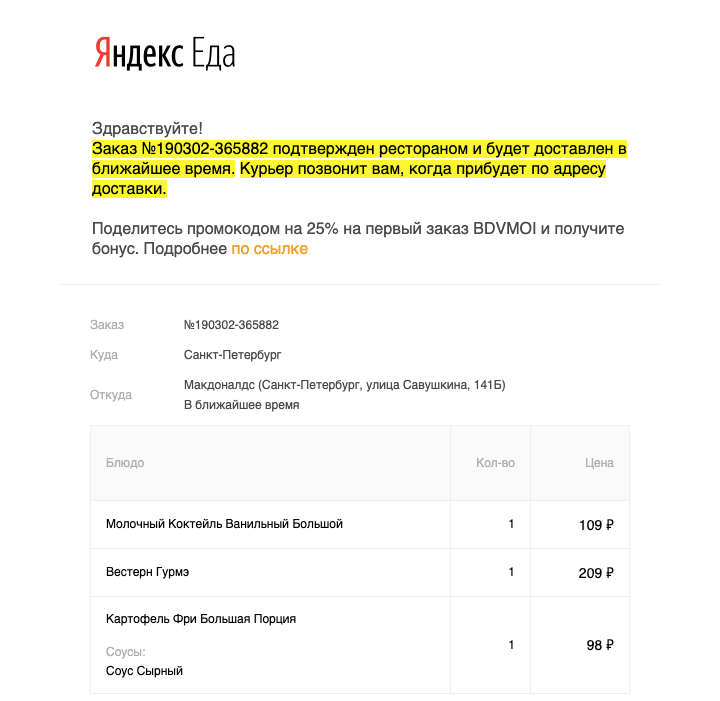 Яндекс Еда
Здравствуйте!
Заказ №190302-365882 подтвержден рестораном и будет доставлен в
ближайшее время. Курьер позвонит вам, когда прибудет по адресу
доставки.
Поделитесь промокодом на 25% на первый заказ BDVMOI и получите
бонус. Подробнее по ссылке
Заказ №190302-365882
Куда Санкт-Петербург
Откуда Макдоналдс (Санкт-Петербург, улица Савушкина, 141Б)
В ближайшее время
Блюдо Кол-во Цена
Молочный Коктейль Ванильный Большой 1 109 ₽
Вестерн Гурмэ 1 209 ₽
Картофель Фри Большая Порция 1 98 ₽
Соусы:
Соус Сырный